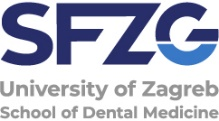 SFZG
University of Zagreb
School of Dental Medicine